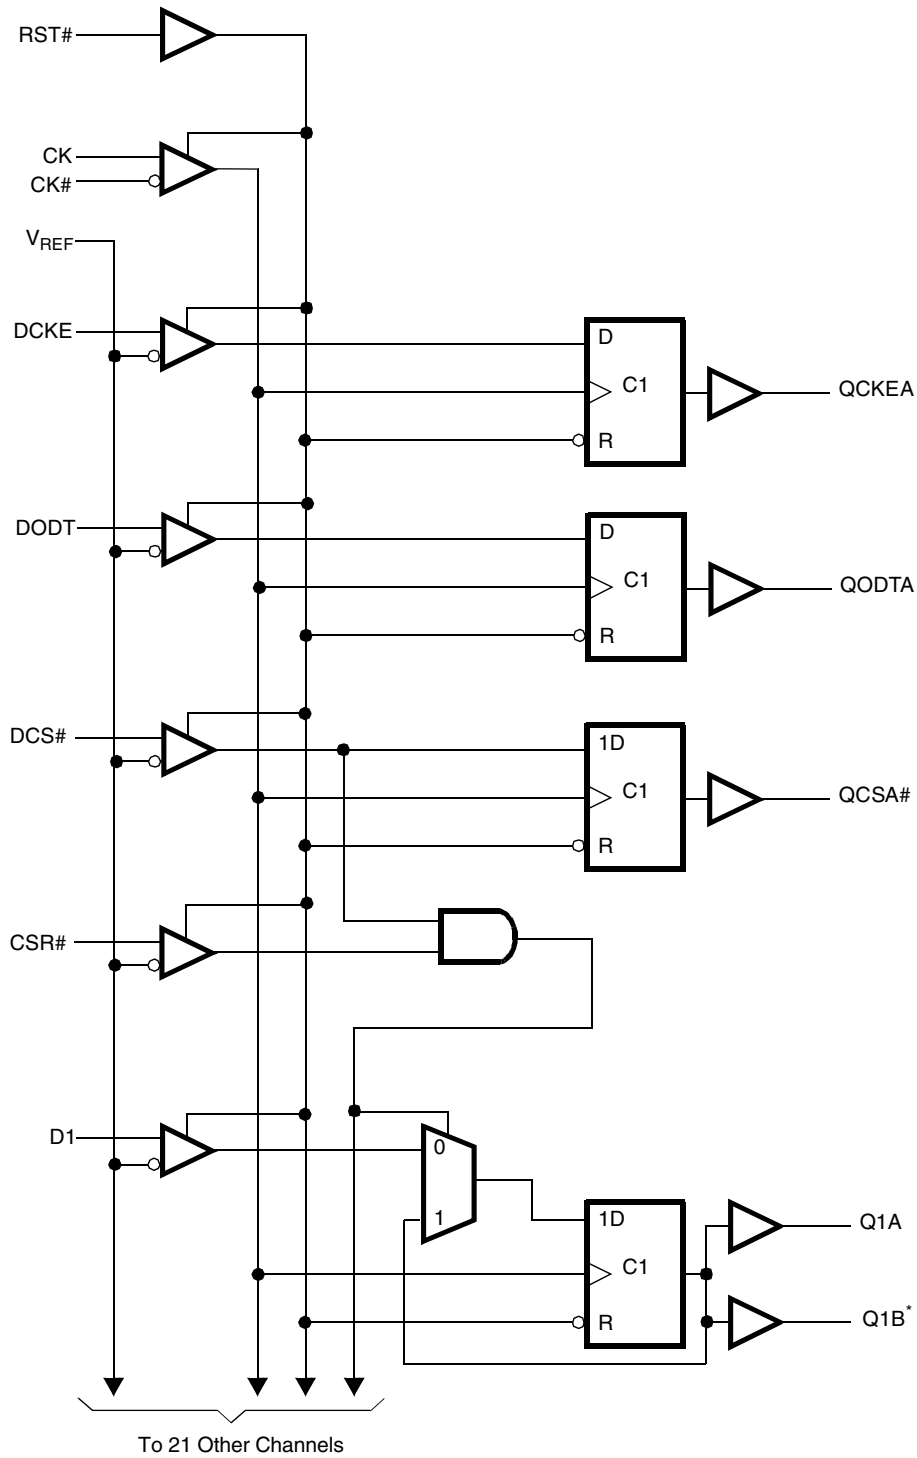 RST#
CK
CK#
VREF
DCKE
D
C1
QCKEA
R
DODT
D
C1
QODTA
R
DCS#
1D
C1
QCSA#
R
CSR#
D1
0
1
1D
Q1A
C1
R
Q1B*
To 21 Other Channels